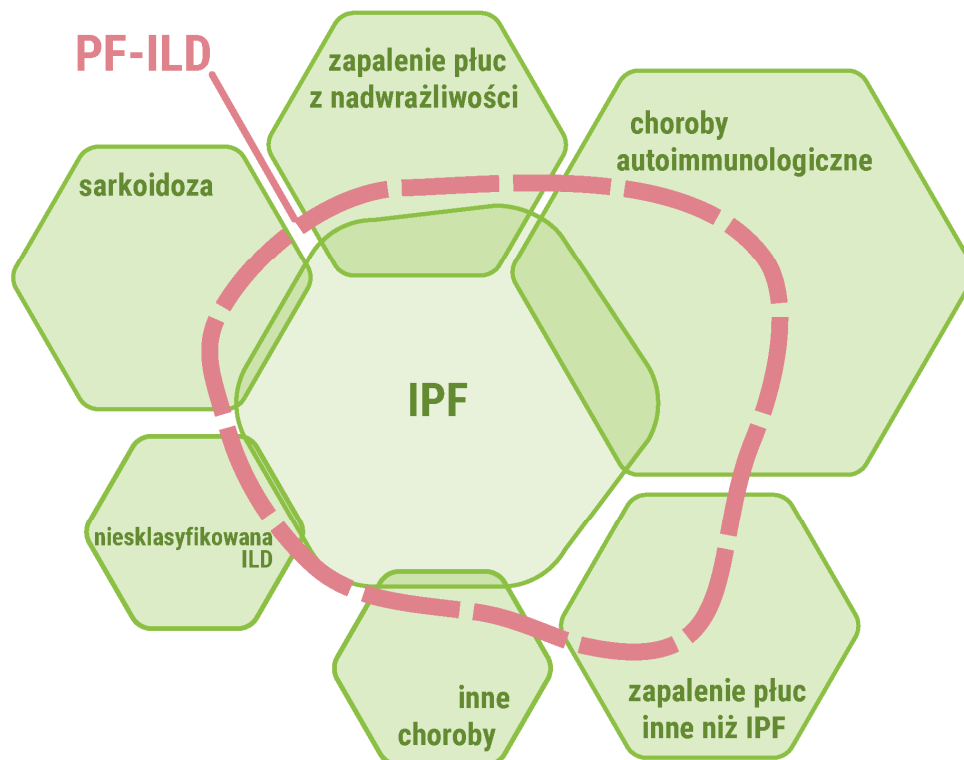 PF-ILD
zapalenie płuc
z nadwrażliwości
choroby
autoimmunologiczne
sarkoidoza
IPF
niesklasyfikowana
ILD
inne
choroby
zapalenie płuc
inne niż IPF